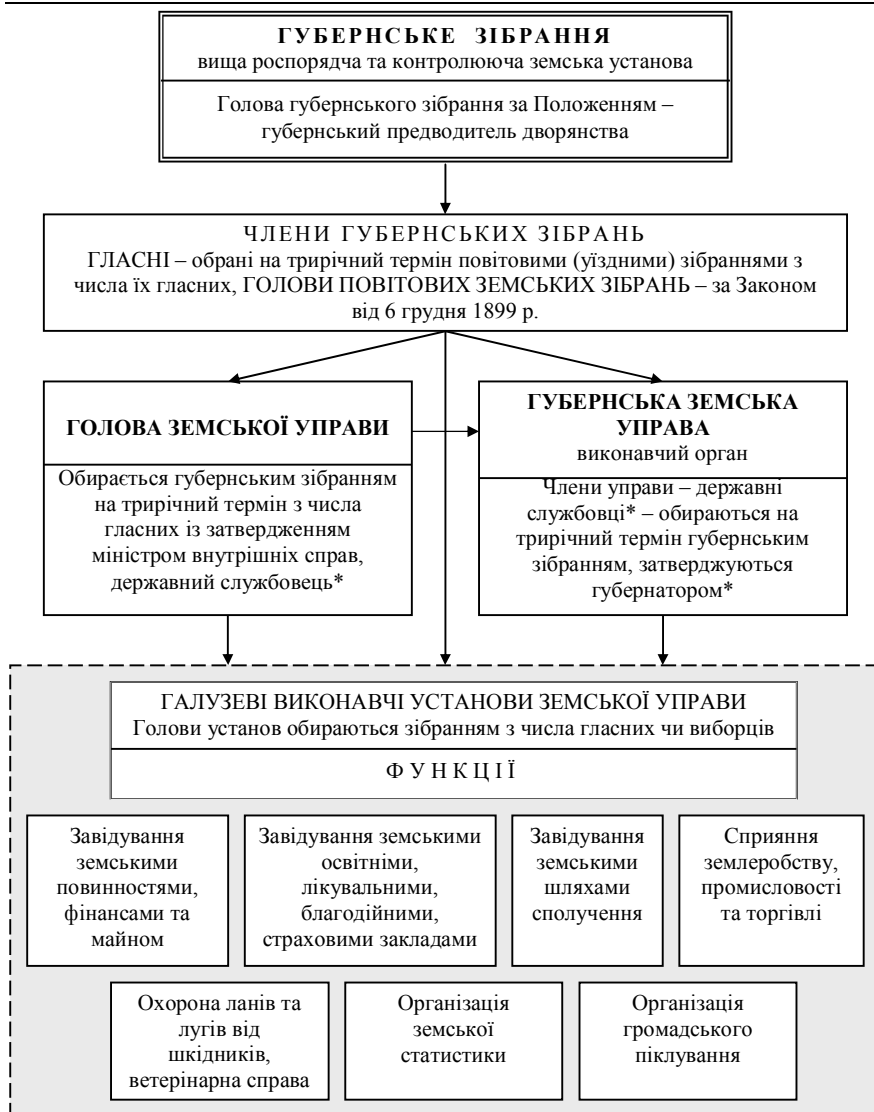 ГУБЕРНСЬКЕ ЗІБРАННЯ
вища роспорядча та контролююча земська установа
Голова губернського зібрання за Положенням –
губернський предводитель дворянства
ЧЛЕНИ ГУБЕРНСЬКИХ ЗІБРАНЬ
ГЛАСНІ – обрані на трирічний термін повітовими (уїздними) зібраннями з
числа їх гласних, ГОЛОВИ ПОВІТОВИХ ЗЕМСЬКИХ ЗІБРАНЬ – за Законом
від 6 грудня 1899 р.
ГОЛОВА ЗЕМСЬКОЇ УПРАВИ
Обирається губернським зібранням
на трирічний термін з числа
гласних із затвердженням
міністром внутрішніх справ,
державний службовець*
ГУБЕРНСЬКА ЗЕМСЬКА
УПРАВА
виконавчий орган
Члени управи – державні
службовці* – обираються на
трирічний термін губернським
зібранням, затверджуються
губернатором*
ГАЛУЗЕВІ ВИКОНАВЧІ УСТАНОВИ ЗЕМСЬКОЇ УПРАВИ
Голови установ обираються зібранням з числа гласних чи виборців
Ф У Н К Ц І Ї
Завідування
земськими
повинностями,
фінансами та
майном
Завідування земськими
освітніми,
лікувальними,
благодійними,
страховими закладами
Завідування
земськими
шляхами
сполучення
Сприяння
землеробству,
промисловості
та торгівлі
Охорона ланів та
лугів від
шкідників,
ветерінарна справа
Організація
земської
статистики
Організація
громадського
піклування